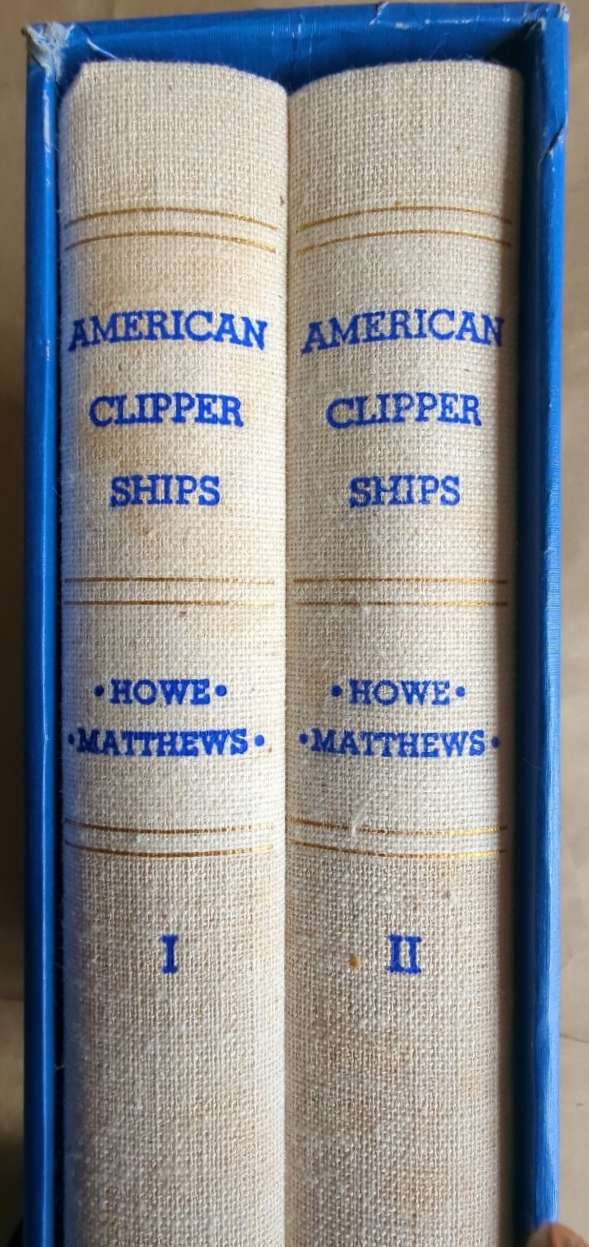 AMERICAN
CLIPPER
SHIPS
•HOWE•
•MATTHEWS•
I
AMERICAN
CLIPPER
SHIPS
•HOWE•
•MATTHEWS•
II